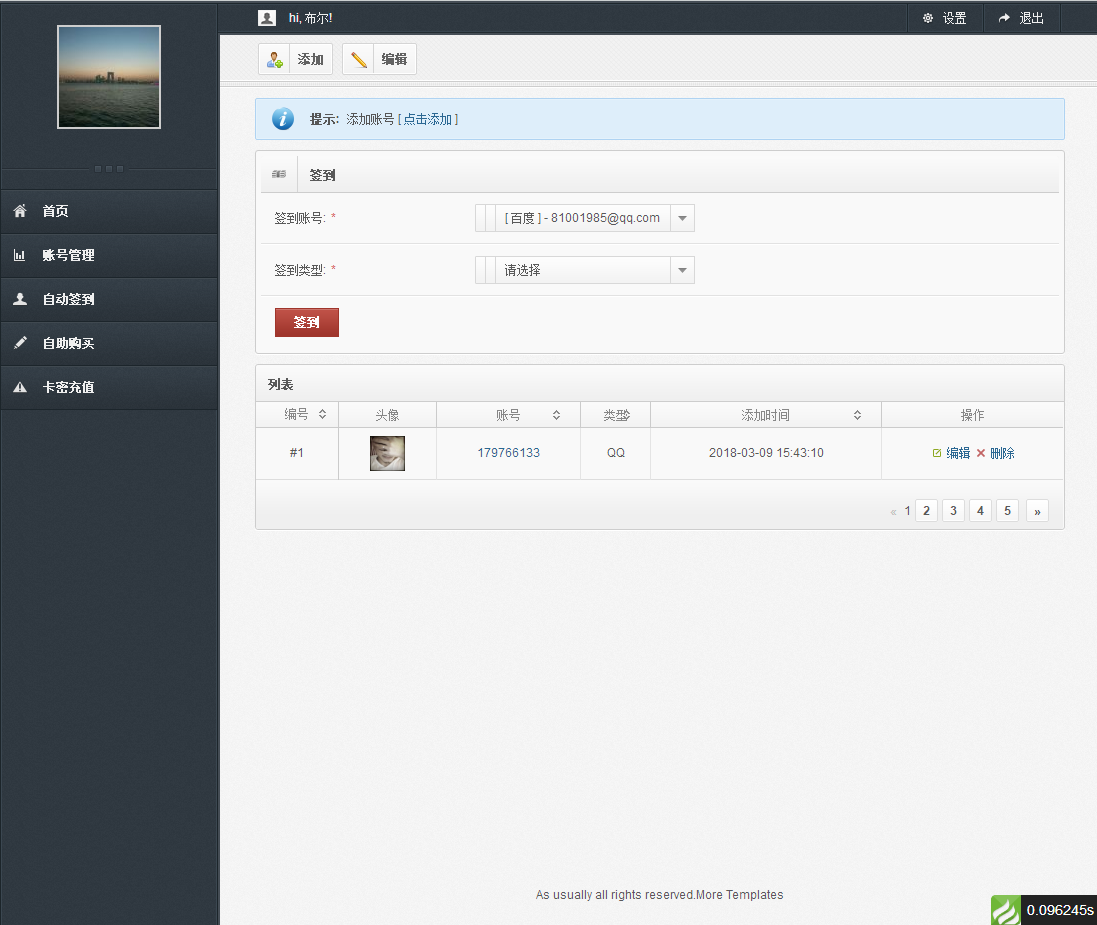 hi, 布尔!
设置
退出
添加
编辑
提示: 添加账号 [ 点击添加 ]
首页
账号管理
自动签到
自助购买
卡密充值
签到
签到账号: *
[ 百度 ] - 81001985@qq.com
签到类型: *
请选择
签到
列表
编号 头像 账号 类型 添加时间 操作
#1 179766133 QQ 2018-03-09 15:43:10 编辑 删除
« 1 2 3 4 5 »
As usually all rights reserved.More Templates
0.096245s